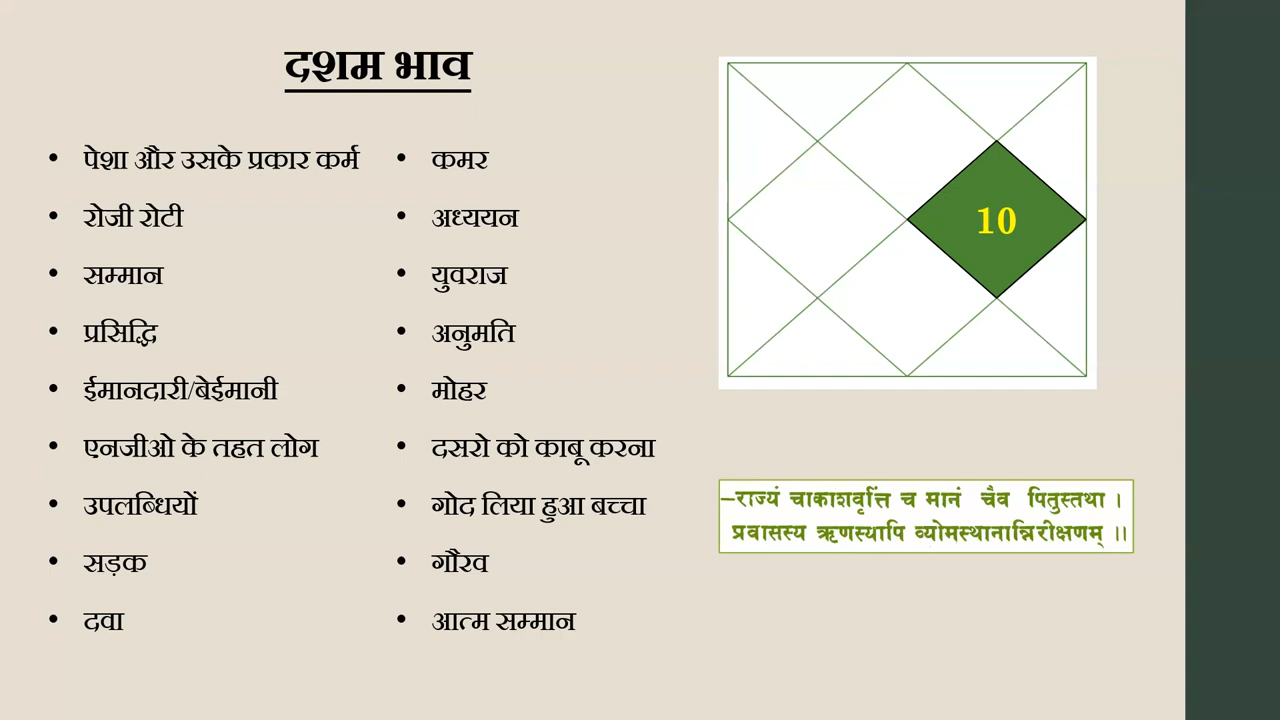 दशम भाव
पेशा और उसके प्रकार कर्म
रोजी रोटी
सम्मान
प्रसिद्धि
ईमानदारी/बेईमानी
एनजीओ के तहत लोग
उपलब्धियों
सड़क
दवा
कमर
अध्ययन
युवराज
अनुमति
मोहर
दसरो को काबू करना
गोद लिया हुआ बच्चा
गौरव
आत्म सम्मान
10
–राज्यं चाकाशवृत्तिं च मानं चैव पितुस्तथा ।
प्रवासस्य ऋणस्थापि व्योमस्थानान्निरीक्षणम् ।।